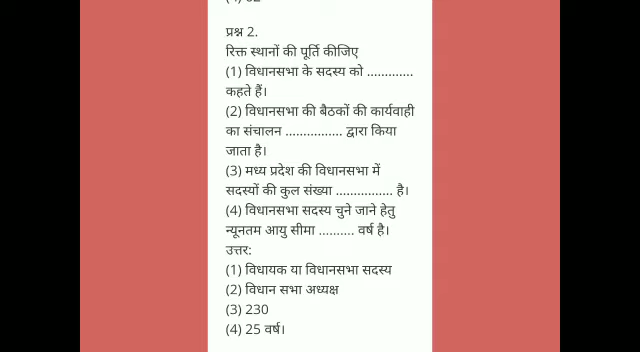 प्रश्न 2.
रिक्त स्थानों की पूर्ति कीजिए
(1) विधानसभा के सदस्य को .............
कहते हैं।
(2) विधानसभा की बैठकों की कार्यवाही
का संचालन ................ द्वारा किया
जाता है।
(3) मध्य प्रदेश की विधानसभा में
सदस्यों की कुल संख्या ................ है।
(4) विधानसभा सदस्य चुने जाने हेतु
न्यूनतम आयु सीमा .......... वर्ष है।
उत्तर:
(1) विधायक या विधानसभा सदस्य
(2) विधान सभा अध्यक्ष
(3) 230
(4) 25 वर्ष।